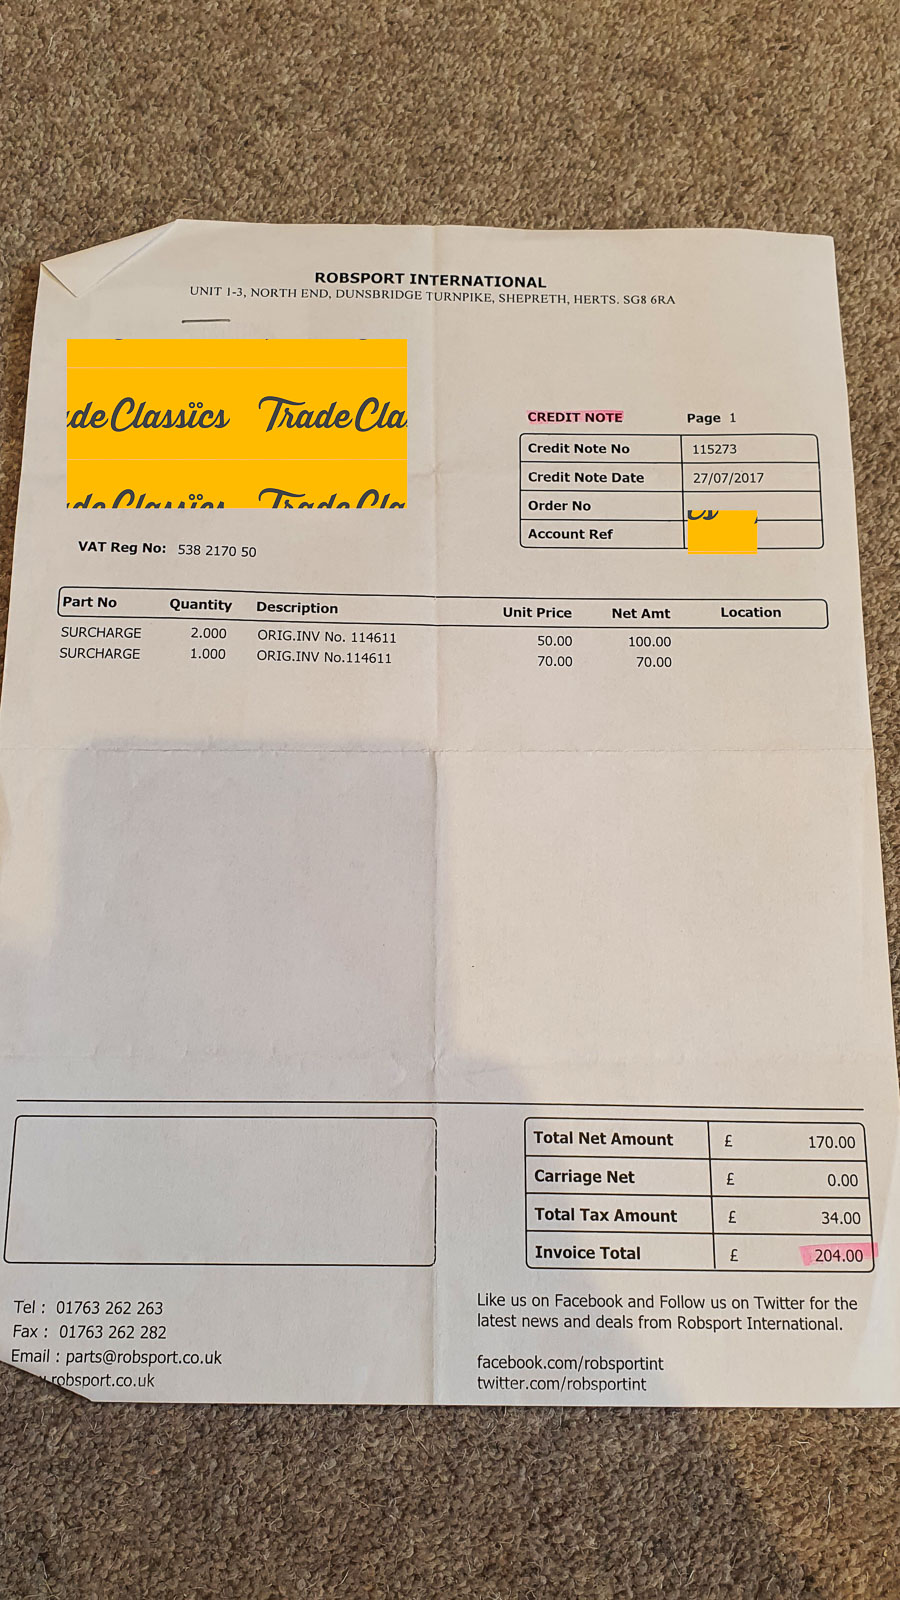 ROBSPORT INTERNATIONAL
UNIT 1-3, NORTH END, DUNSBRIDGE TURNPIKE, SHEPRETH, HERTS. SG8 6RA
deClassïcs TradeCla
deClassïcs TradeCla
CREDIT NOTE Page 1
Credit Note No 115273
Credit Note Date 27/07/2017
Order No
Account Ref
VAT Reg No: 538 2170 50
Part No Quantity Description Unit Price Net Amt Location
SURCHARGE 2.000 ORIG.INV No. 114611 50.00 100.00
SURCHARGE 1.000 ORIG.INV No.114611 70.00 70.00
Total Net Amount £ 170.00
Carriage Net £ 0.00
Total Tax Amount £ 34.00
Invoice Total £ 204.00
Tel : 01763 262 263
Fax : 01763 262 282
Email : parts@robsport.co.uk
robsport.co.uk
Like us on Facebook and Follow us on Twitter for the
latest news and deals from Robsport International.
facebook.com/robsportint
twitter.com/robsportint